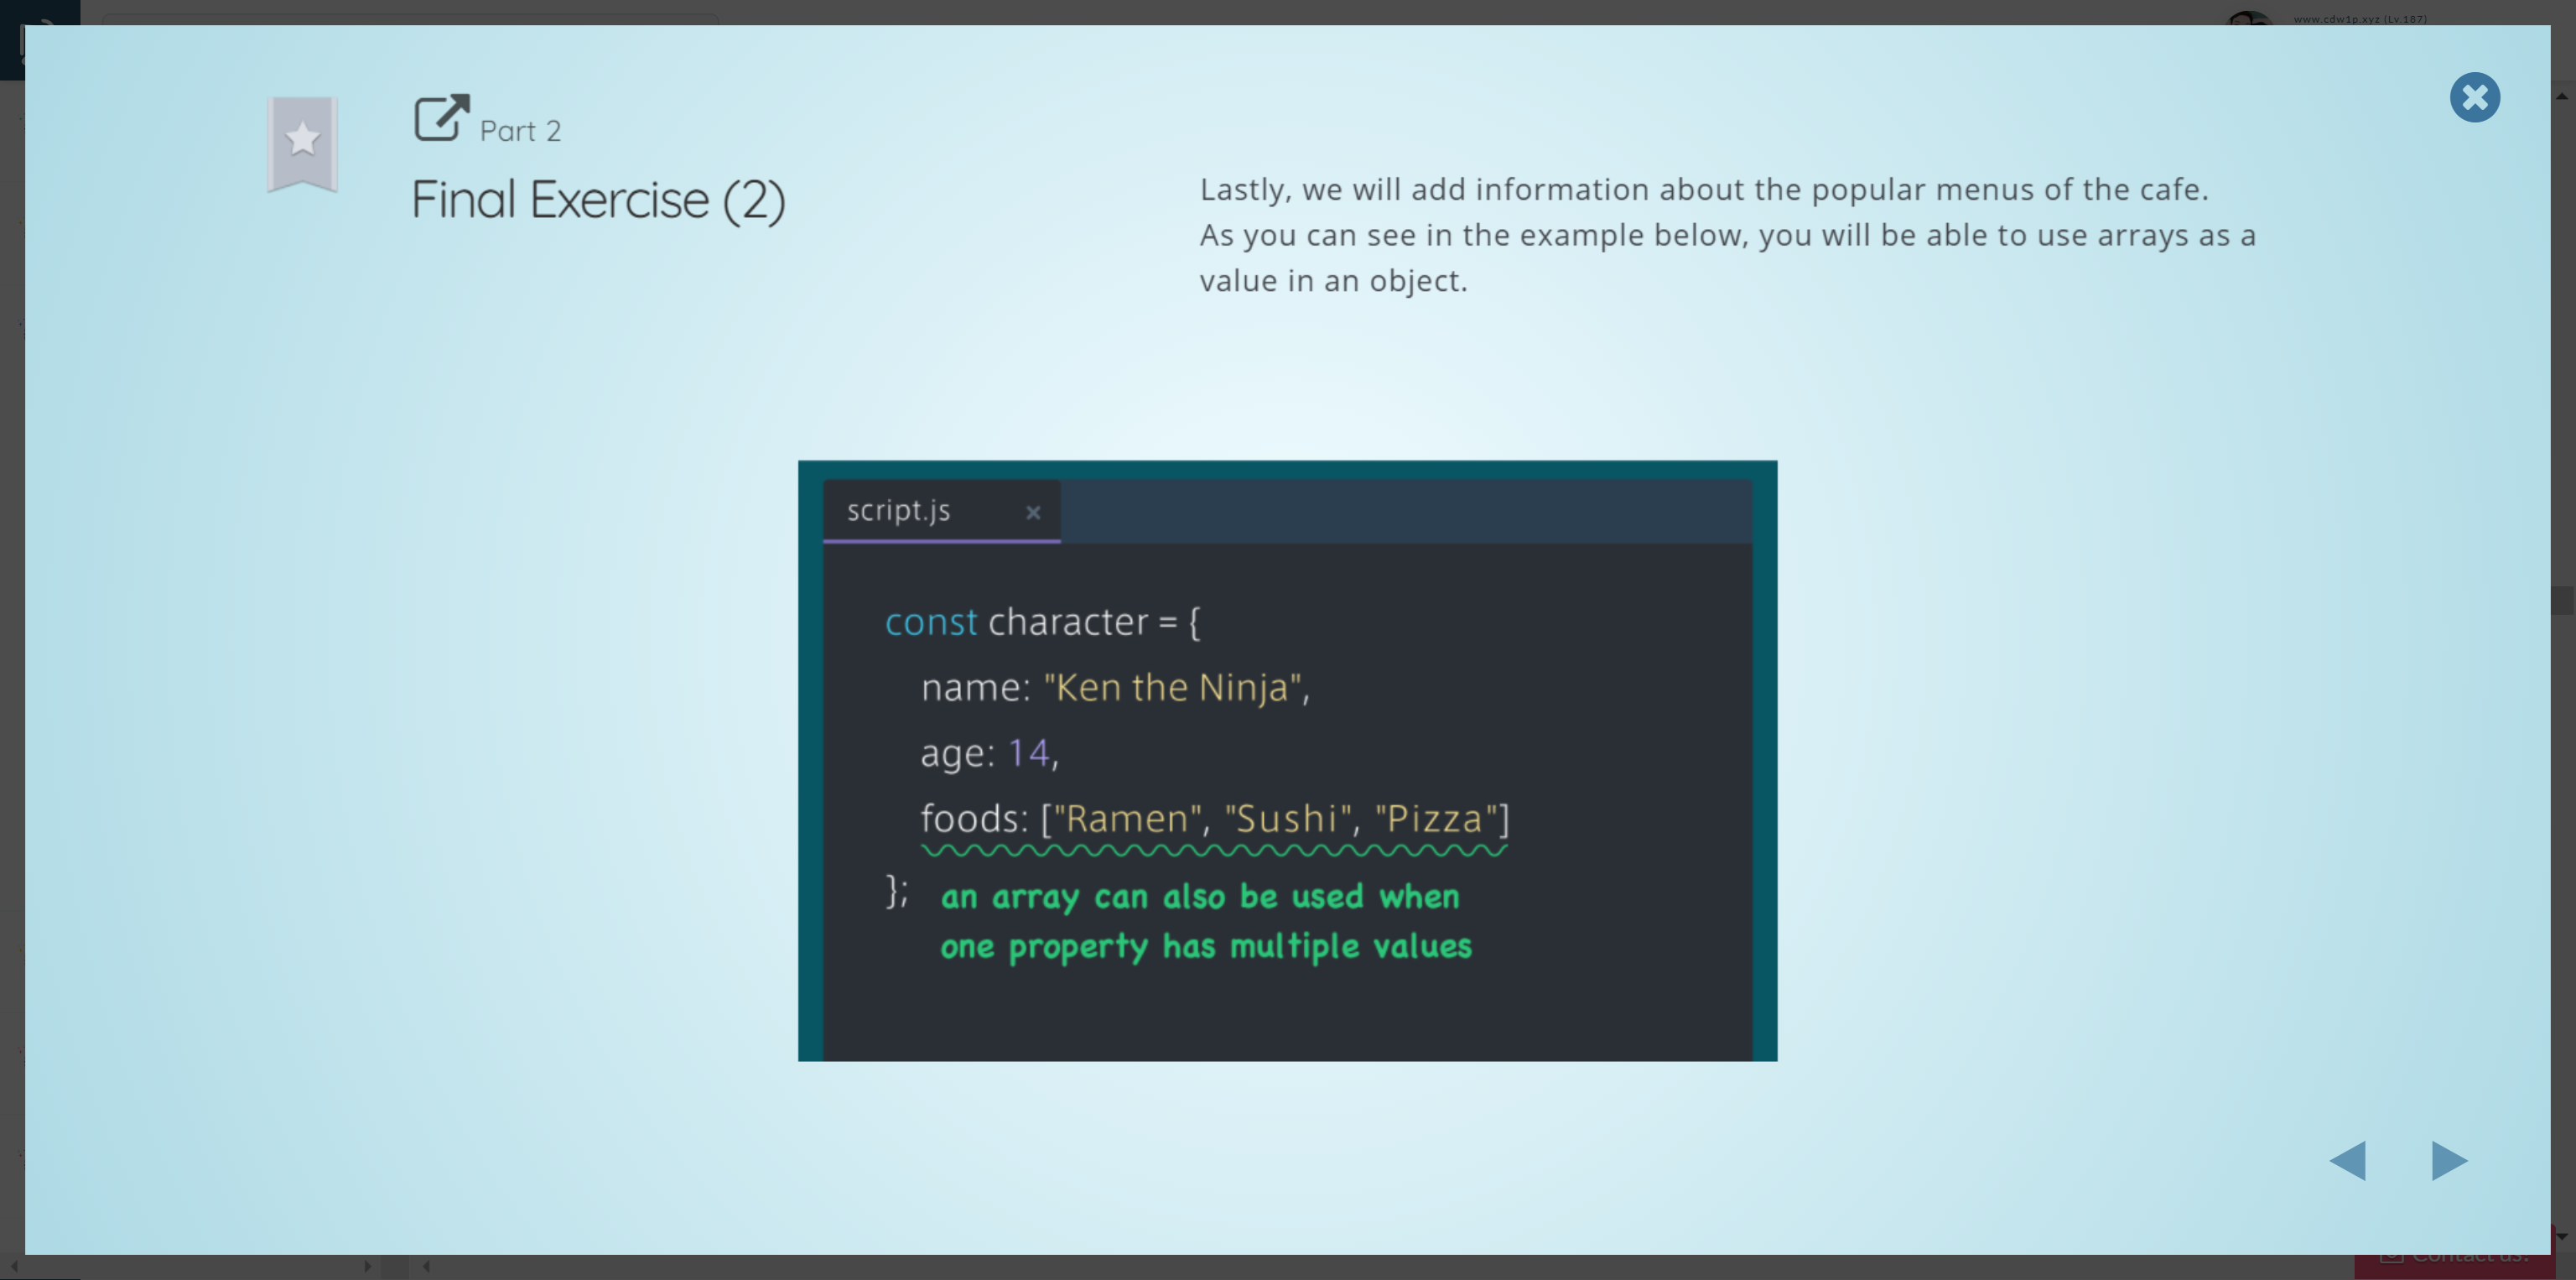 www.cdw1p.xyz (Lv.187)
Part 2
Final Exercise (2)
Lastly, we will add information about the popular menus of the cafe.
As you can see in the example below, you will be able to use arrays as a
value in an object.
script.js ×
const character = {
name: "Ken the Ninja",
age: 14,
foods: ["Ramen", "Sushi", "Pizza"]
};
an array can also be used when
one property has multiple values
Contact us!